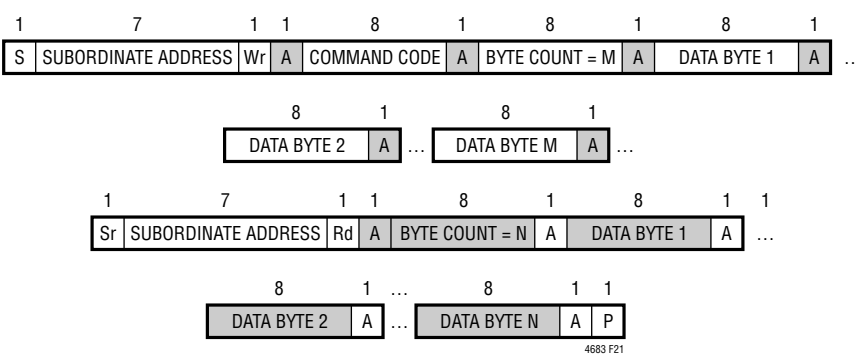 1 7 1 1 8 1 8 1 8 1
S SUBORDINATE ADDRESS Wr A COMMAND CODE A BYTE COUNT = M A DATA BYTE 1 A ..
8 1 8 1
DATA BYTE 2 A … DATA BYTE M A …
1 7 1 1 8 1 8 1 1
Sr SUBORDINATE ADDRESS Rd A BYTE COUNT = N A DATA BYTE 1 A …
8 1 … 8 1 1
DATA BYTE 2 A … DATA BYTE N A P
4683 F21